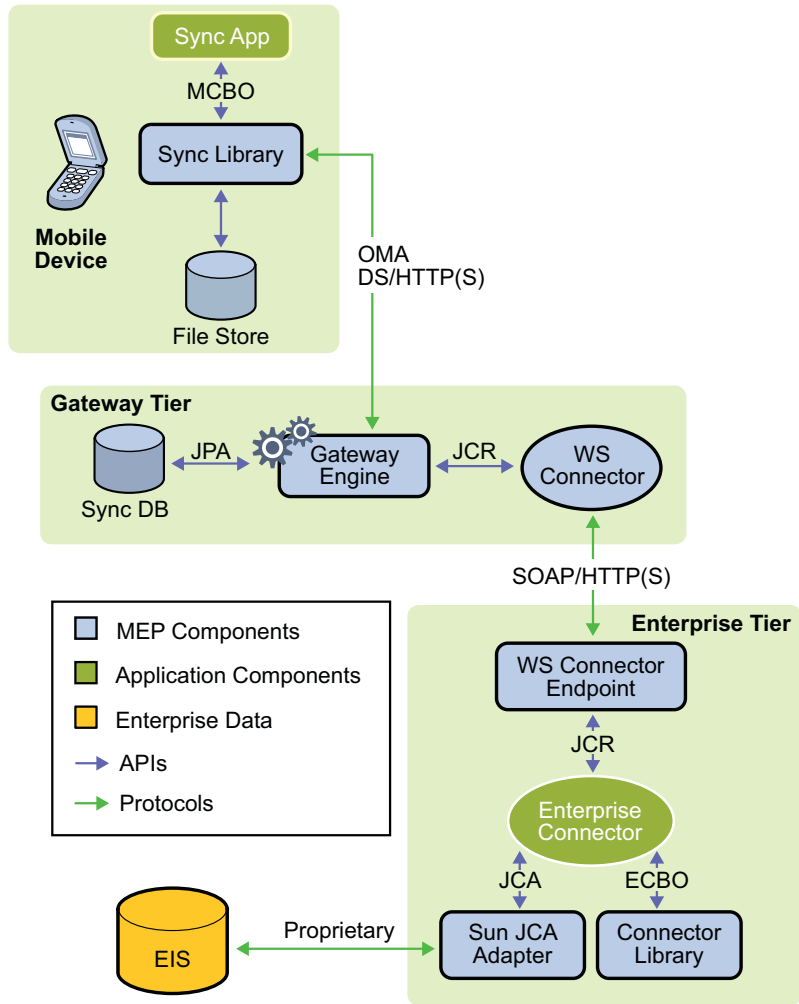 Sync App
MCBO
Sync Library
Mobile
Device
File Store
OMA
DS/HTTP(S)
Gateway Tier
Sync DB
JPA
Gateway
Engine
JCR
WS
Connector
SOAP/HTTP(S)
MEP Components
Application Components
Enterprise Data
APIs
Protocols
Enterprise Tier
WS Connector
Endpoint
JCR
Enterprise
Connector
JCA
ECBO
Sun JCA
Adapter
Connector
Library
Proprietary
EIS